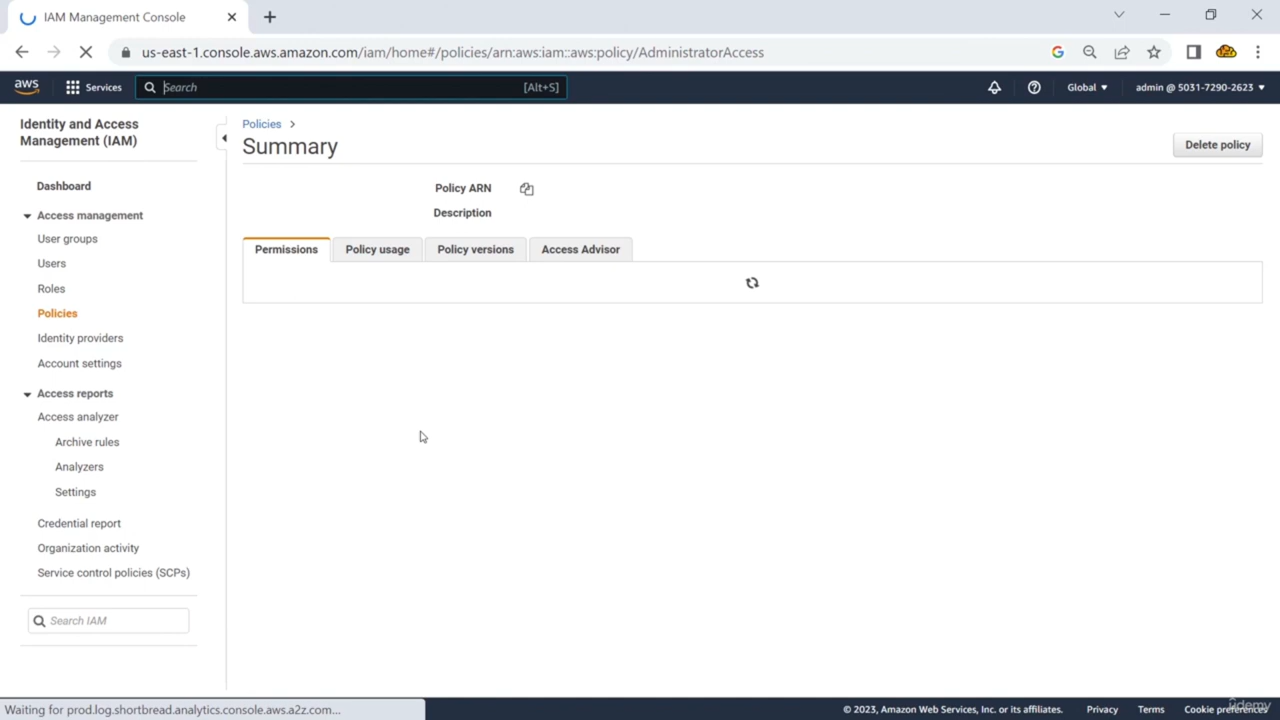 IAM Management Console
us-east-1.console.aws.amazon.com/iam/home#/policies/arn:aws:iam::aws:policy/AdministratorAccess
aws
Services
Search
[Alt+S]
Global
admin @ 5031-7290-2623
Identity and Access
Management (IAM)
Dashboard
Access management
User groups
Users
Roles
Policies
Identity providers
Account settings
Access reports
Access analyzer
Archive rules
Analyzers
Settings
Credential report
Organization activity
Service control policies (SCPs)
Search IAM
Policies
Summary
Delete policy
Policy ARN
Description
Permissions
Policy usage
Policy versions
Access Advisor
Waiting for prod.log.shortbread.analytics.console.aws.a2z.com...
© 2023, Amazon Web Services, Inc. or its affiliates.
Privacy
Terms
Cookie preferences
udemy